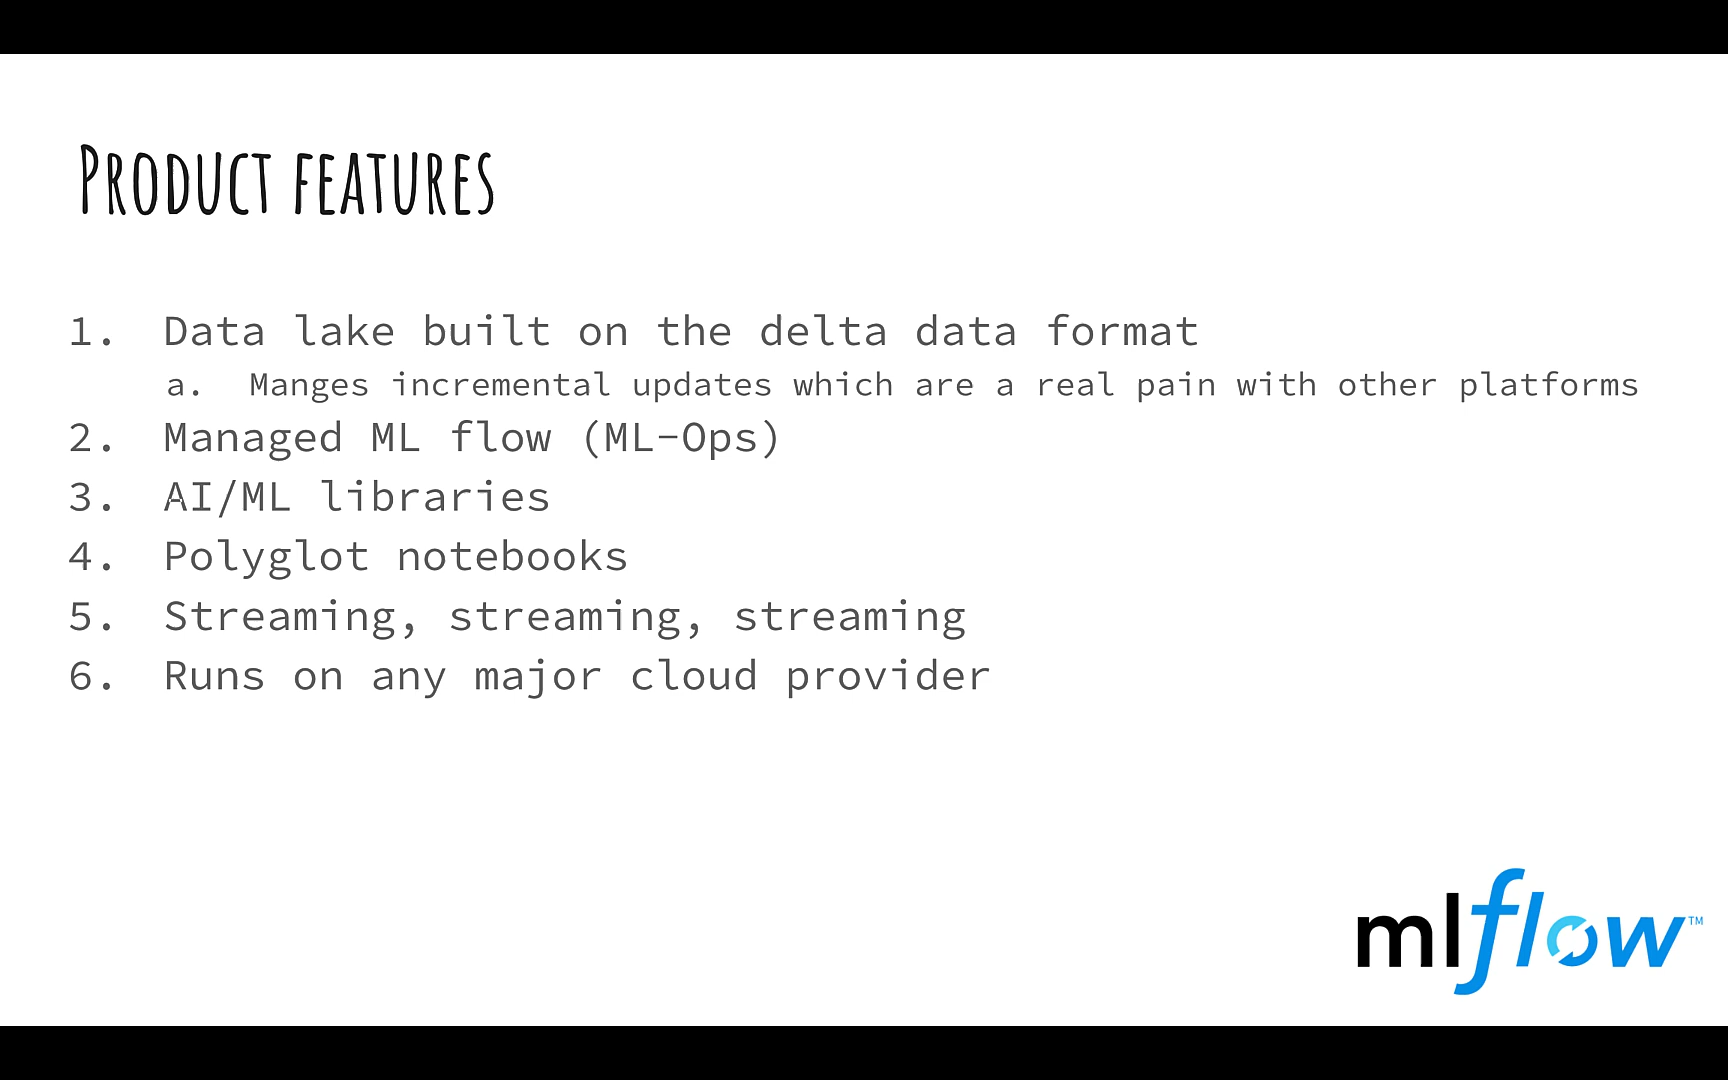 Product features
1. Data lake built on the delta data format
a. Manges incremental updates which are a real pain with other platforms
2. Managed ML flow (ML-Ops)
3. AI/ML libraries
4. Polyglot notebooks
5. Streaming, streaming, streaming
6. Runs on any major cloud provider
mlflow™